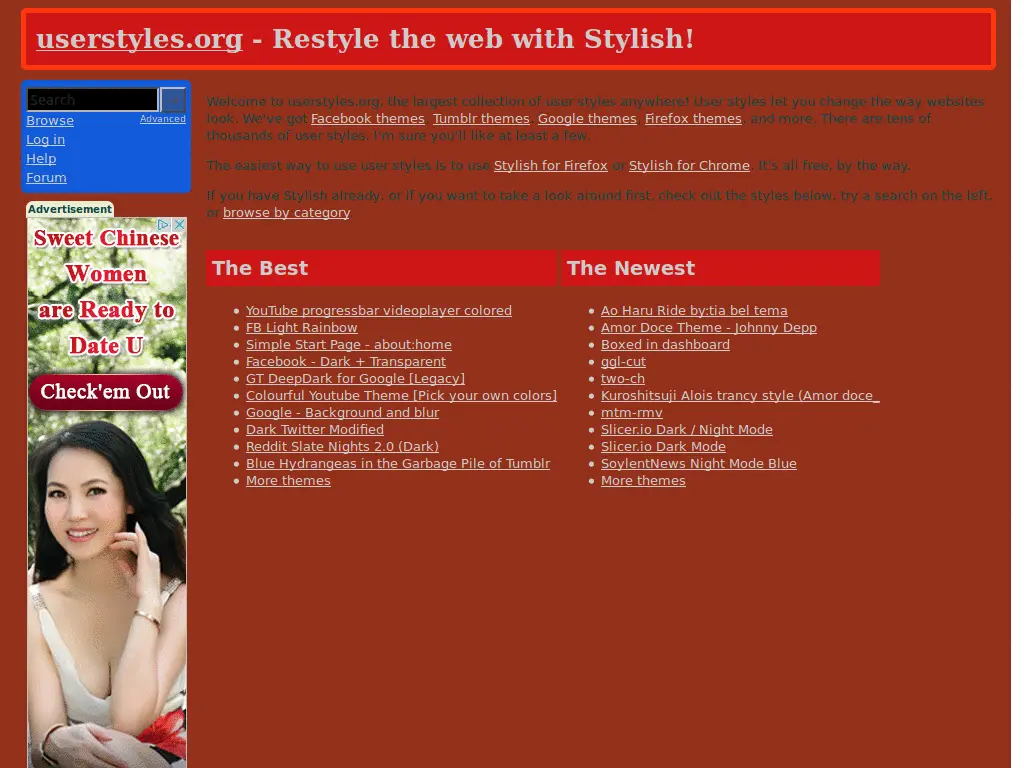 userstyles.org - Restyle the web with Stylish!
Search
Browse
Advanced
Log in
Help
Forum
Advertisement
Sweet Chinese
Women
are Ready to
Date U
Check'em Out
Welcome to userstyles.org, the largest collection of user styles anywhere! User styles let you change the way websites
look. We've got Facebook themes, Tumblr themes, Google themes, Firefox themes, and more. There are tens of
thousands of user styles. I'm sure you'll like at least a few.
The easiest way to use user styles is to use Stylish for Firefox or Stylish for Chrome. It's all free, by the way.
If you have Stylish already, or if you want to take a look around first, check out the styles below, try a search on the left,
or browse by category.
The Best
YouTube progressbar videoplayer colored
FB Light Rainbow
Simple Start Page - about:home
Facebook - Dark + Transparent
GT DeepDark for Google [Legacy]
Colourful Youtube Theme [Pick your own colors]
Google - Background and blur
Dark Twitter Modified
Reddit Slate Nights 2.0 (Dark)
Blue Hydrangeas in the Garbage Pile of Tumblr
More themes
The Newest
Ao Haru Ride by:tia bel tema
Amor Doce Theme - Johnny Depp
Boxed in dashboard
ggl-cut
two-ch
Kuroshitsuji Alois trancy style (Amor doce_
mtm-rmv
Slicer.io Dark / Night Mode
Slicer.io Dark Mode
SoylentNews Night Mode Blue
More themes